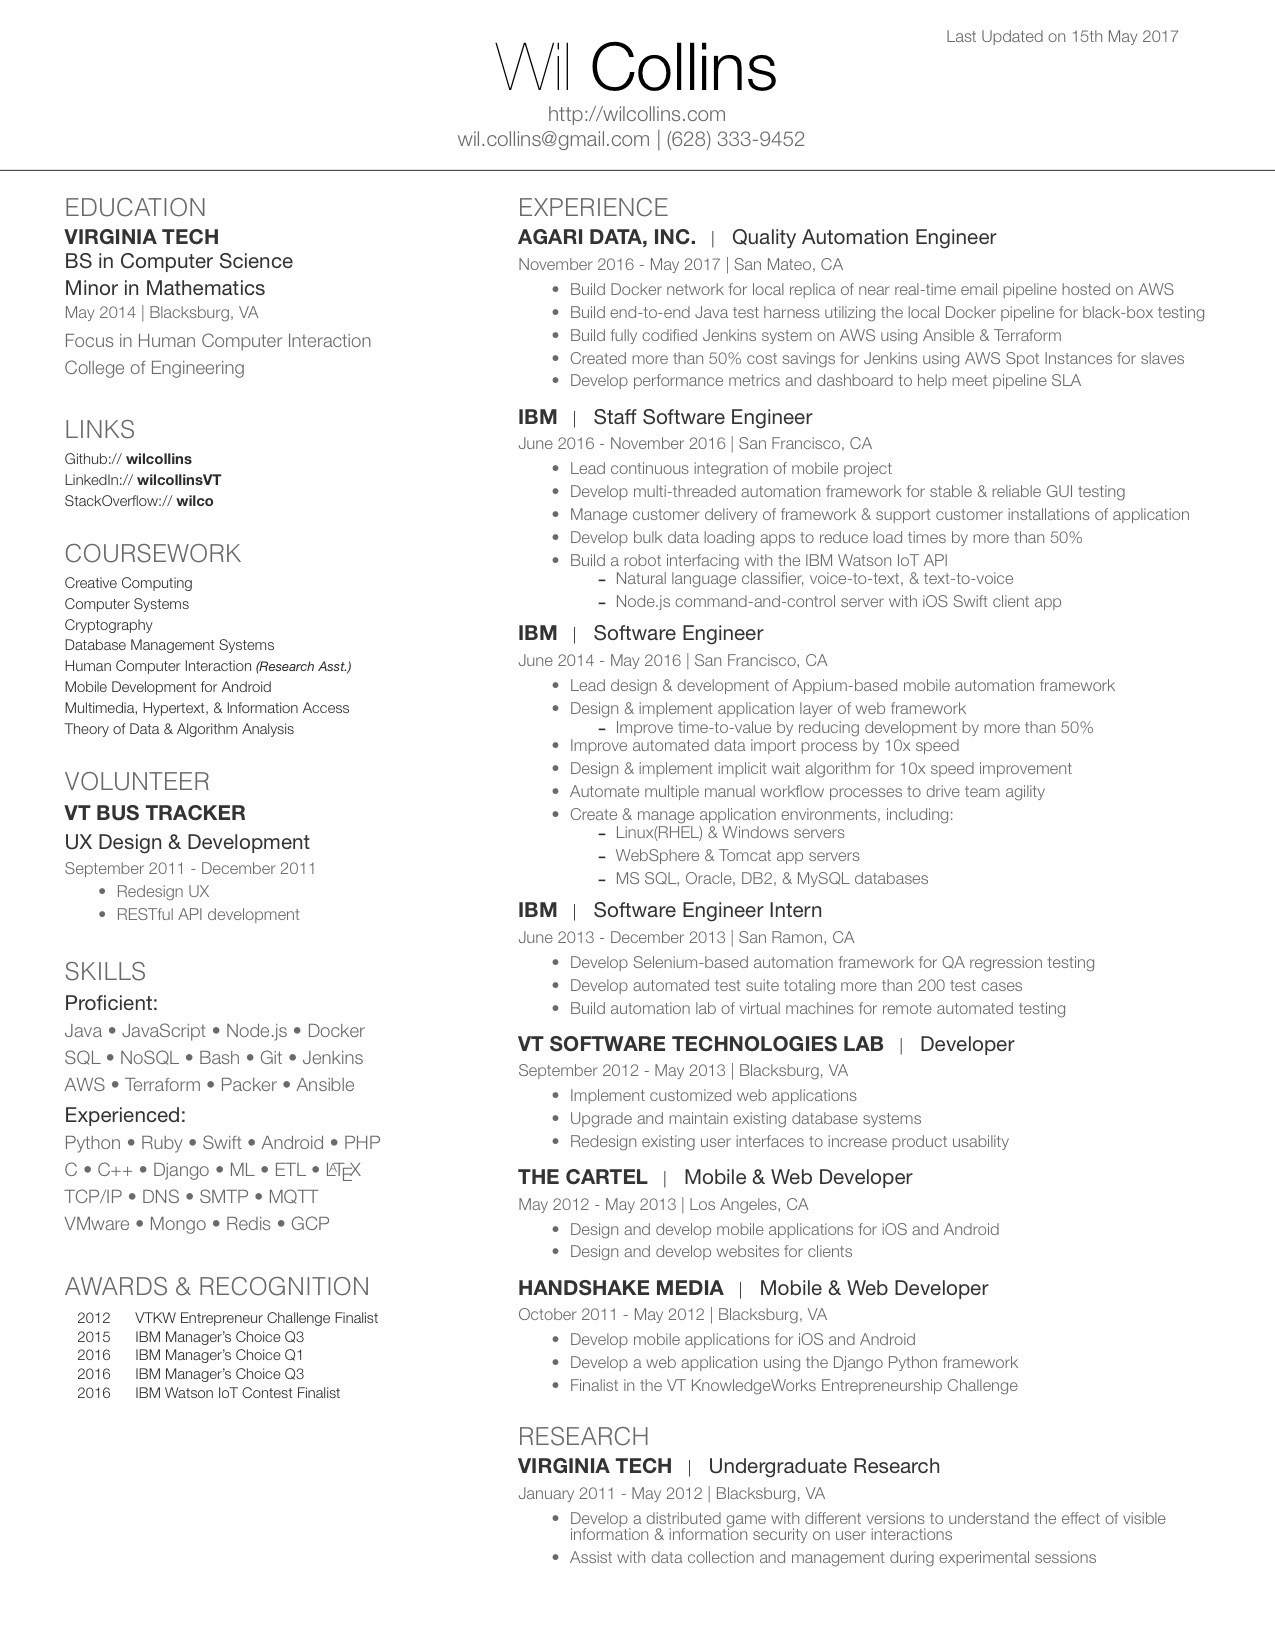 Last Updated on 15th May 2017
Wil Collins
http://wilcollins.com
wil.collins@gmail.com | (628) 333-9452
EDUCATION
VIRGINIA TECH
BS in Computer Science
Minor in Mathematics
May 2014 | Blacksburg, VA
Focus in Human Computer Interaction
College of Engineering
LINKS
Github:// wilcollins
LinkedIn:// wilcollinsVT
StackOverflow:// wilco
COURSEWORK
Creative Computing
Computer Systems
Cryptography
Database Management Systems
Human Computer Interaction (Research Asst.)
Mobile Development for Android
Multimedia, Hypertext, & Information Access
Theory of Data & Algorithm Analysis
VOLUNTEER
VT BUS TRACKER
UX Design & Development
September 2011 - December 2011
• Redesign UX
• RESTful API development
SKILLS
Proficient:
Java • JavaScript • Node.js • Docker
SQL • NoSQL • Bash • Git • Jenkins
AWS • Terraform • Packer • Ansible
Experienced:
Python • Ruby • Swift • Android • PHP
C • C++ • Django • ML • ETL • LATEX
TCP/IP • DNS • SMTP • MQTT
VMware • Mongo • Redis • GCP
AWARDS & RECOGNITION
2012 VTKW Entrepreneur Challenge Finalist
2015 IBM Manager's Choice Q3
2016 IBM Manager's Choice Q1
2016 IBM Manager's Choice Q3
2016 IBM Watson IoT Contest Finalist
EXPERIENCE
AGARI DATA, INC. | Quality Automation Engineer
November 2016 - May 2017 | San Mateo, CA
• Build Docker network for local replica of near real-time email pipeline hosted on AWS
• Build end-to-end Java test harness utilizing the local Docker pipeline for black-box testing
• Build fully codified Jenkins system on AWS using Ansible & Terraform
• Created more than 50% cost savings for Jenkins using AWS Spot Instances for slaves
• Develop performance metrics and dashboard to help meet pipeline SLA
IBM | Staff Software Engineer
June 2016 - November 2016 | San Francisco, CA
• Lead continuous integration of mobile project
• Develop multi-threaded automation framework for stable & reliable GUI testing
• Manage customer delivery of framework & support customer installations of application
• Develop bulk data loading apps to reduce load times by more than 50%
• Build a robot interfacing with the IBM Watson IoT API
– Natural language classifier, voice-to-text, & text-to-voice
– Node.js command-and-control server with iOS Swift client app
IBM | Software Engineer
June 2014 - May 2016 | San Francisco, CA
• Lead design & development of Appium-based mobile automation framework
• Design & implement application layer of web framework
– Improve time-to-value by reducing development by more than 50%
• Improve automated data import process by 10x speed
• Design & implement implicit wait algorithm for 10x speed improvement
• Automate multiple manual workflow processes to drive team agility
• Create & manage application environments, including:
– Linux(RHEL) & Windows servers
– WebSphere & Tomcat app servers
– MS SQL, Oracle, DB2, & MySQL databases
IBM | Software Engineer Intern
June 2013 - December 2013 | San Ramon, CA
• Develop Selenium-based automation framework for QA regression testing
• Develop automated test suite totaling more than 200 test cases
• Build automation lab of virtual machines for remote automated testing
VT SOFTWARE TECHNOLOGIES LAB | Developer
September 2012 - May 2013 | Blacksburg, VA
• Implement customized web applications
• Upgrade and maintain existing database systems
• Redesign existing user interfaces to increase product usability
THE CARTEL | Mobile & Web Developer
May 2012 - May 2013 | Los Angeles, CA
• Design and develop mobile applications for iOS and Android
• Design and develop websites for clients
HANDSHAKE MEDIA | Mobile & Web Developer
October 2011 - May 2012 | Blacksburg, VA
• Develop mobile applications for iOS and Android
• Develop a web application using the Django Python framework
• Finalist in the VT KnowledgeWorks Entrepreneurship Challenge
RESEARCH
VIRGINIA TECH | Undergraduate Research
January 2011 - May 2012 | Blacksburg, VA
• Develop a distributed game with different versions to understand the effect of visible
information & information security on user interactions
• Assist with data collection and management during experimental sessions